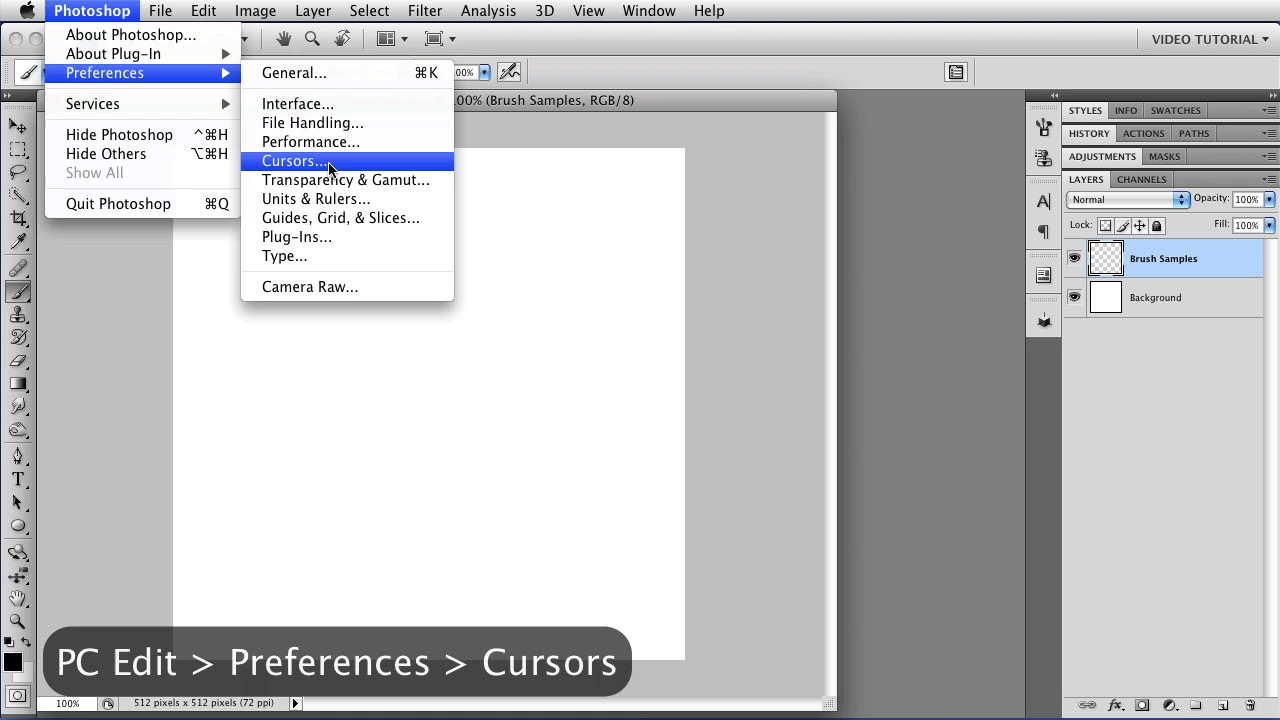 Photoshop File Edit Image Layer Select Filter Analysis 3D View Window Help
About Photoshop...
About Plug-In
Preferences
Services
Hide Photoshop ^⌘H
Hide Others ⌥⌘H
Show All
Quit Photoshop ⌘Q
General... ⌘K
Interface...
File Handling...
Performance...
Cursors...
Transparency & Gamut...
Units & Rulers...
Guides, Grid, & Slices...
Plug-Ins...
Type...
Camera Raw...
VIDEO TUTORIAL
00%
100% (Brush Samples, RGB/8)
STYLES INFO SWATCHES
HISTORY ACTIONS PATHS
ADJUSTMENTS MASKS
LAYERS CHANNELS
Normal Opacity: 100%
Lock: Fill: 100%
Brush Samples
Background
PC Edit > Preferences > Cursors
100% 512 pixels x 512 pixels (72 ppi)